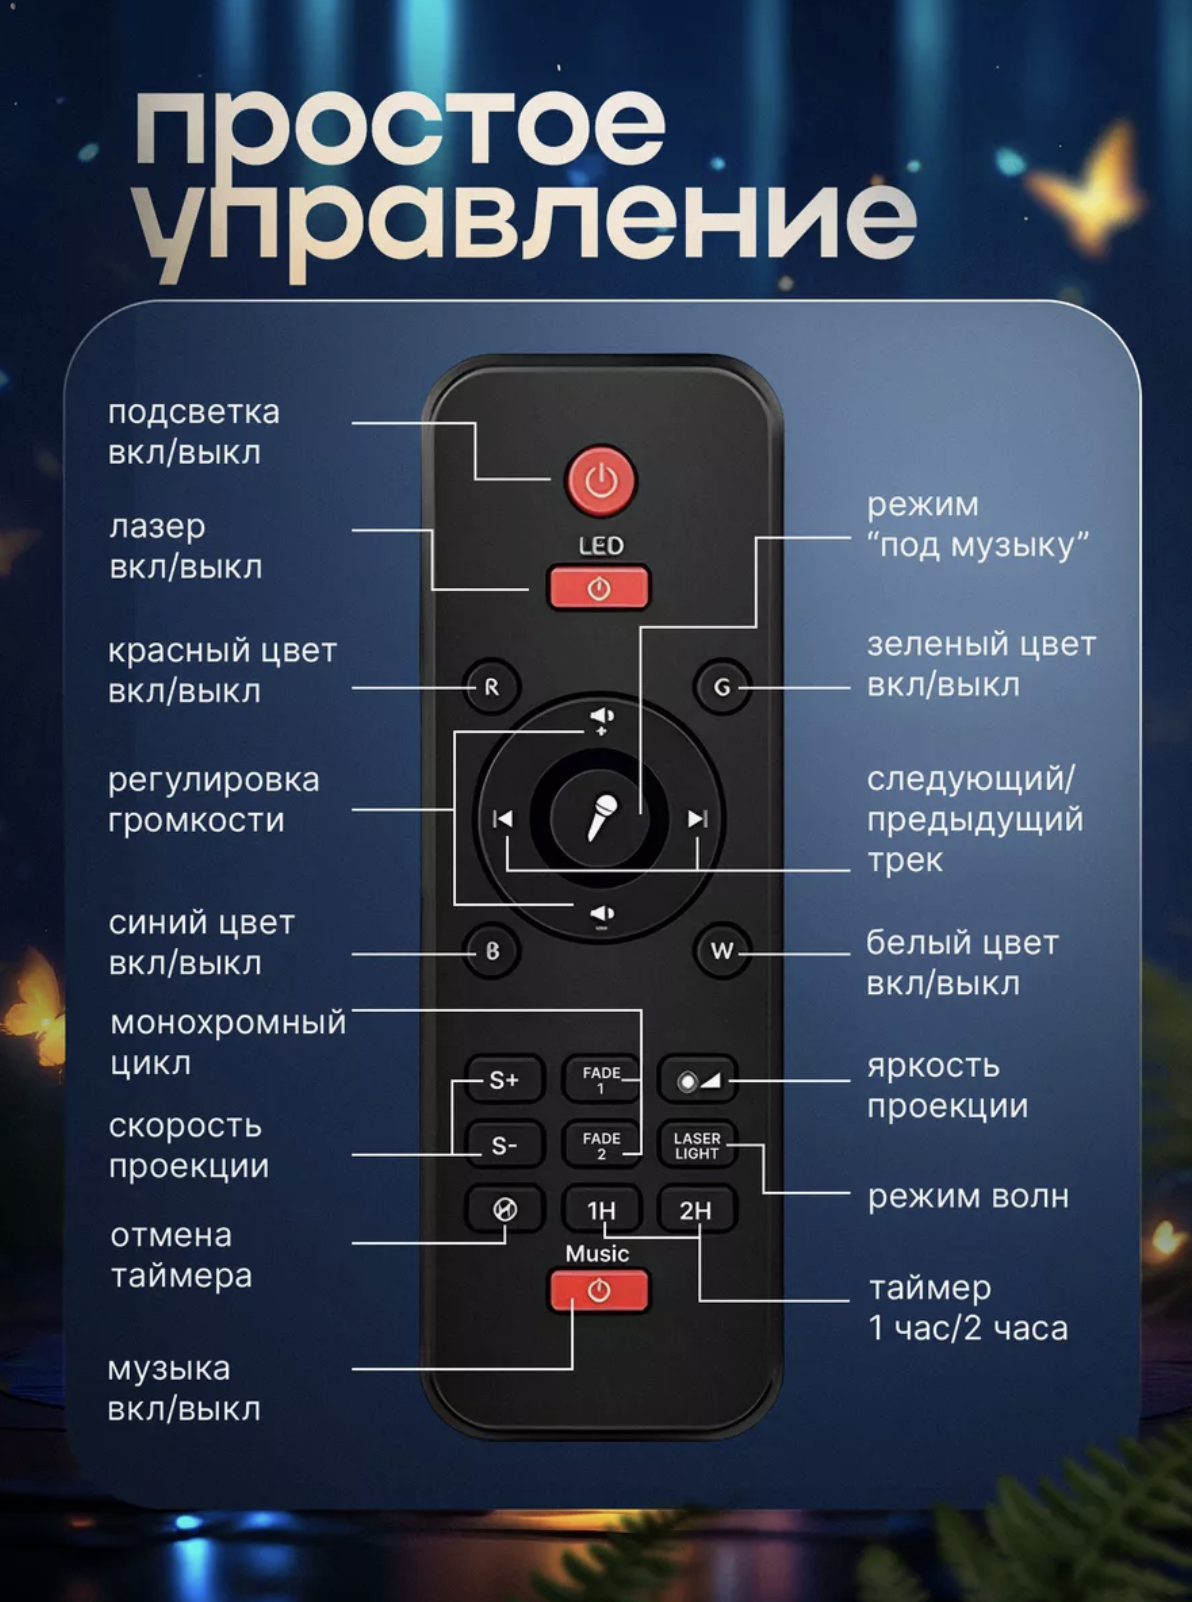 простое
управление
подсветка
вкл/выкл
лазер
вкл/выкл
красный цвет
вкл/выкл
регулировка
громкости
синий цвет
вкл/выкл
монохромный
цикл
скорость
проекции
отмена
таймера
музыка
вкл/выкл
LED
R
G
B
W
S+
FADE
1
S-
FADE
2
LASER
LIGHT
1H
2H
Music
режим
“под музыку”
зеленый цвет
вкл/выкл
следующий/
предыдущий
трек
белый цвет
вкл/выкл
яркость
проекции
режим волн
таймер
1 час/2 часа